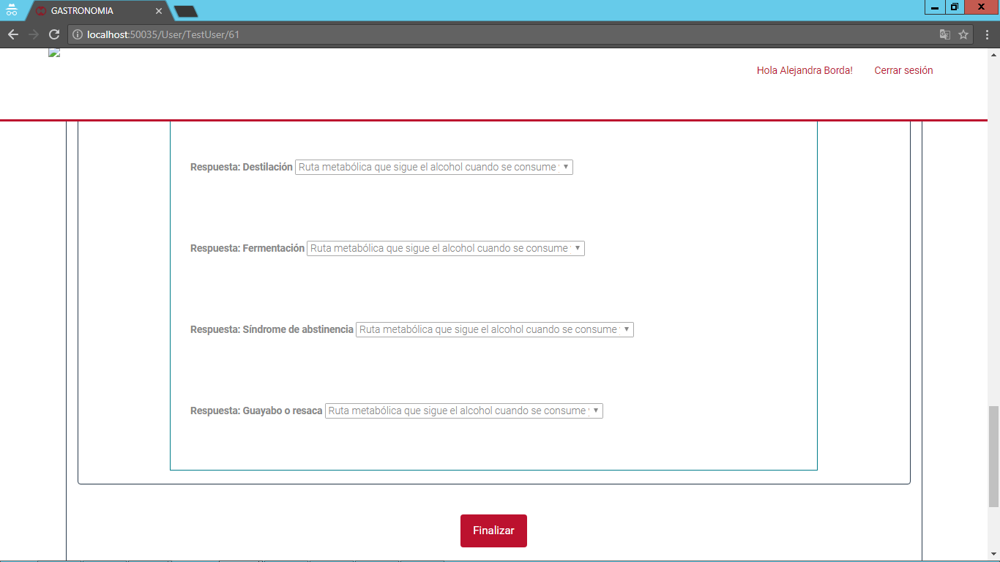 GASTRONOMIA
localhost:50035/User/TestUser/61
Hola Alejandra Borda!
Cerrar sesión
Respuesta: Destilación Ruta metabólica que sigue el alcohol cuando se consume
Respuesta: Fermentación Ruta metabólica que sigue el alcohol cuando se consume
Respuesta: Síndrome de abstinencia Ruta metabólica que sigue el alcohol cuando se consume
Respuesta: Guayabo o resaca Ruta metabólica que sigue el alcohol cuando se consume
Finalizar